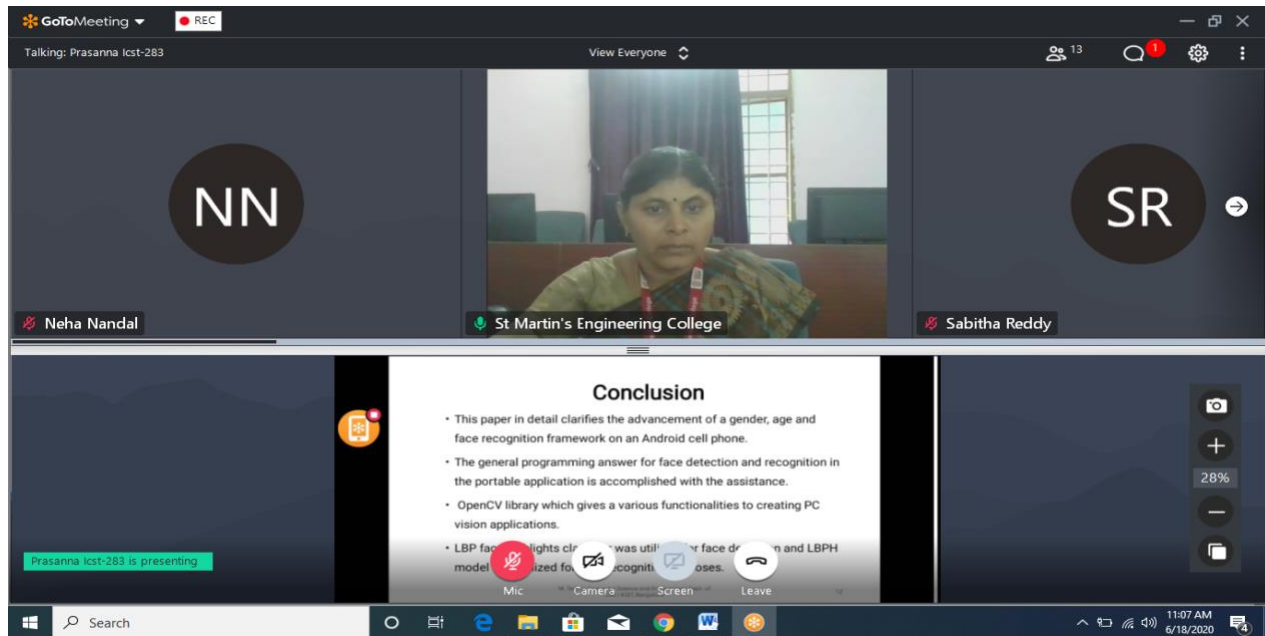 GoToMeeting
REC
Talking: Prasanna Icst-283
View Everyone
13
1
NN
SR
Neha Nandal
St Martin's Engineering College
Sabitha Reddy
Conclusion
• This paper in detail clarifies the advancement of a gender, age and
face recognition framework on an Android cell phone.
• The general programming answer for face detection and recognition in
the portable application is accomplished with the assistance.
• OpenCV library which gives a various functionalities to creating PC
vision applications.
• LBP was and LBPH
model
28%
Prasanna Icst-283 is presenting
Mic
Camera
Screen
Leave
Search
11:07 AM
6/18/2020
4